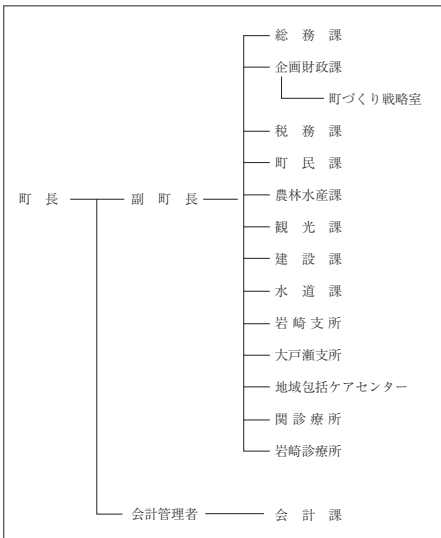 総務課
企画財政課
町づくり戦略室
税務課
町民課
町長 副町長 農林水産課
観光課
建設課
水道課
岩崎支所
大戸瀬支所
地域包括ケアセンター
関診療所
岩崎診療所
会計管理者 会計課